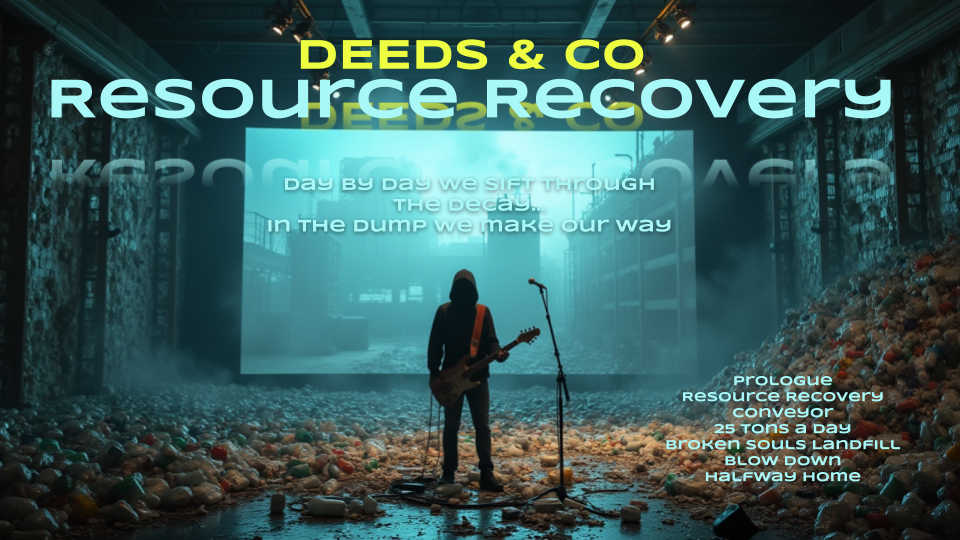 DEEDS & CO
Resource Recovery
Day by day we sift through
the decay...
In the dump we make our way
Prologue
Resource Recovery
Conveyor
25 Tons a Day
Broken Souls Landfill
Blow Down
Halfway Home